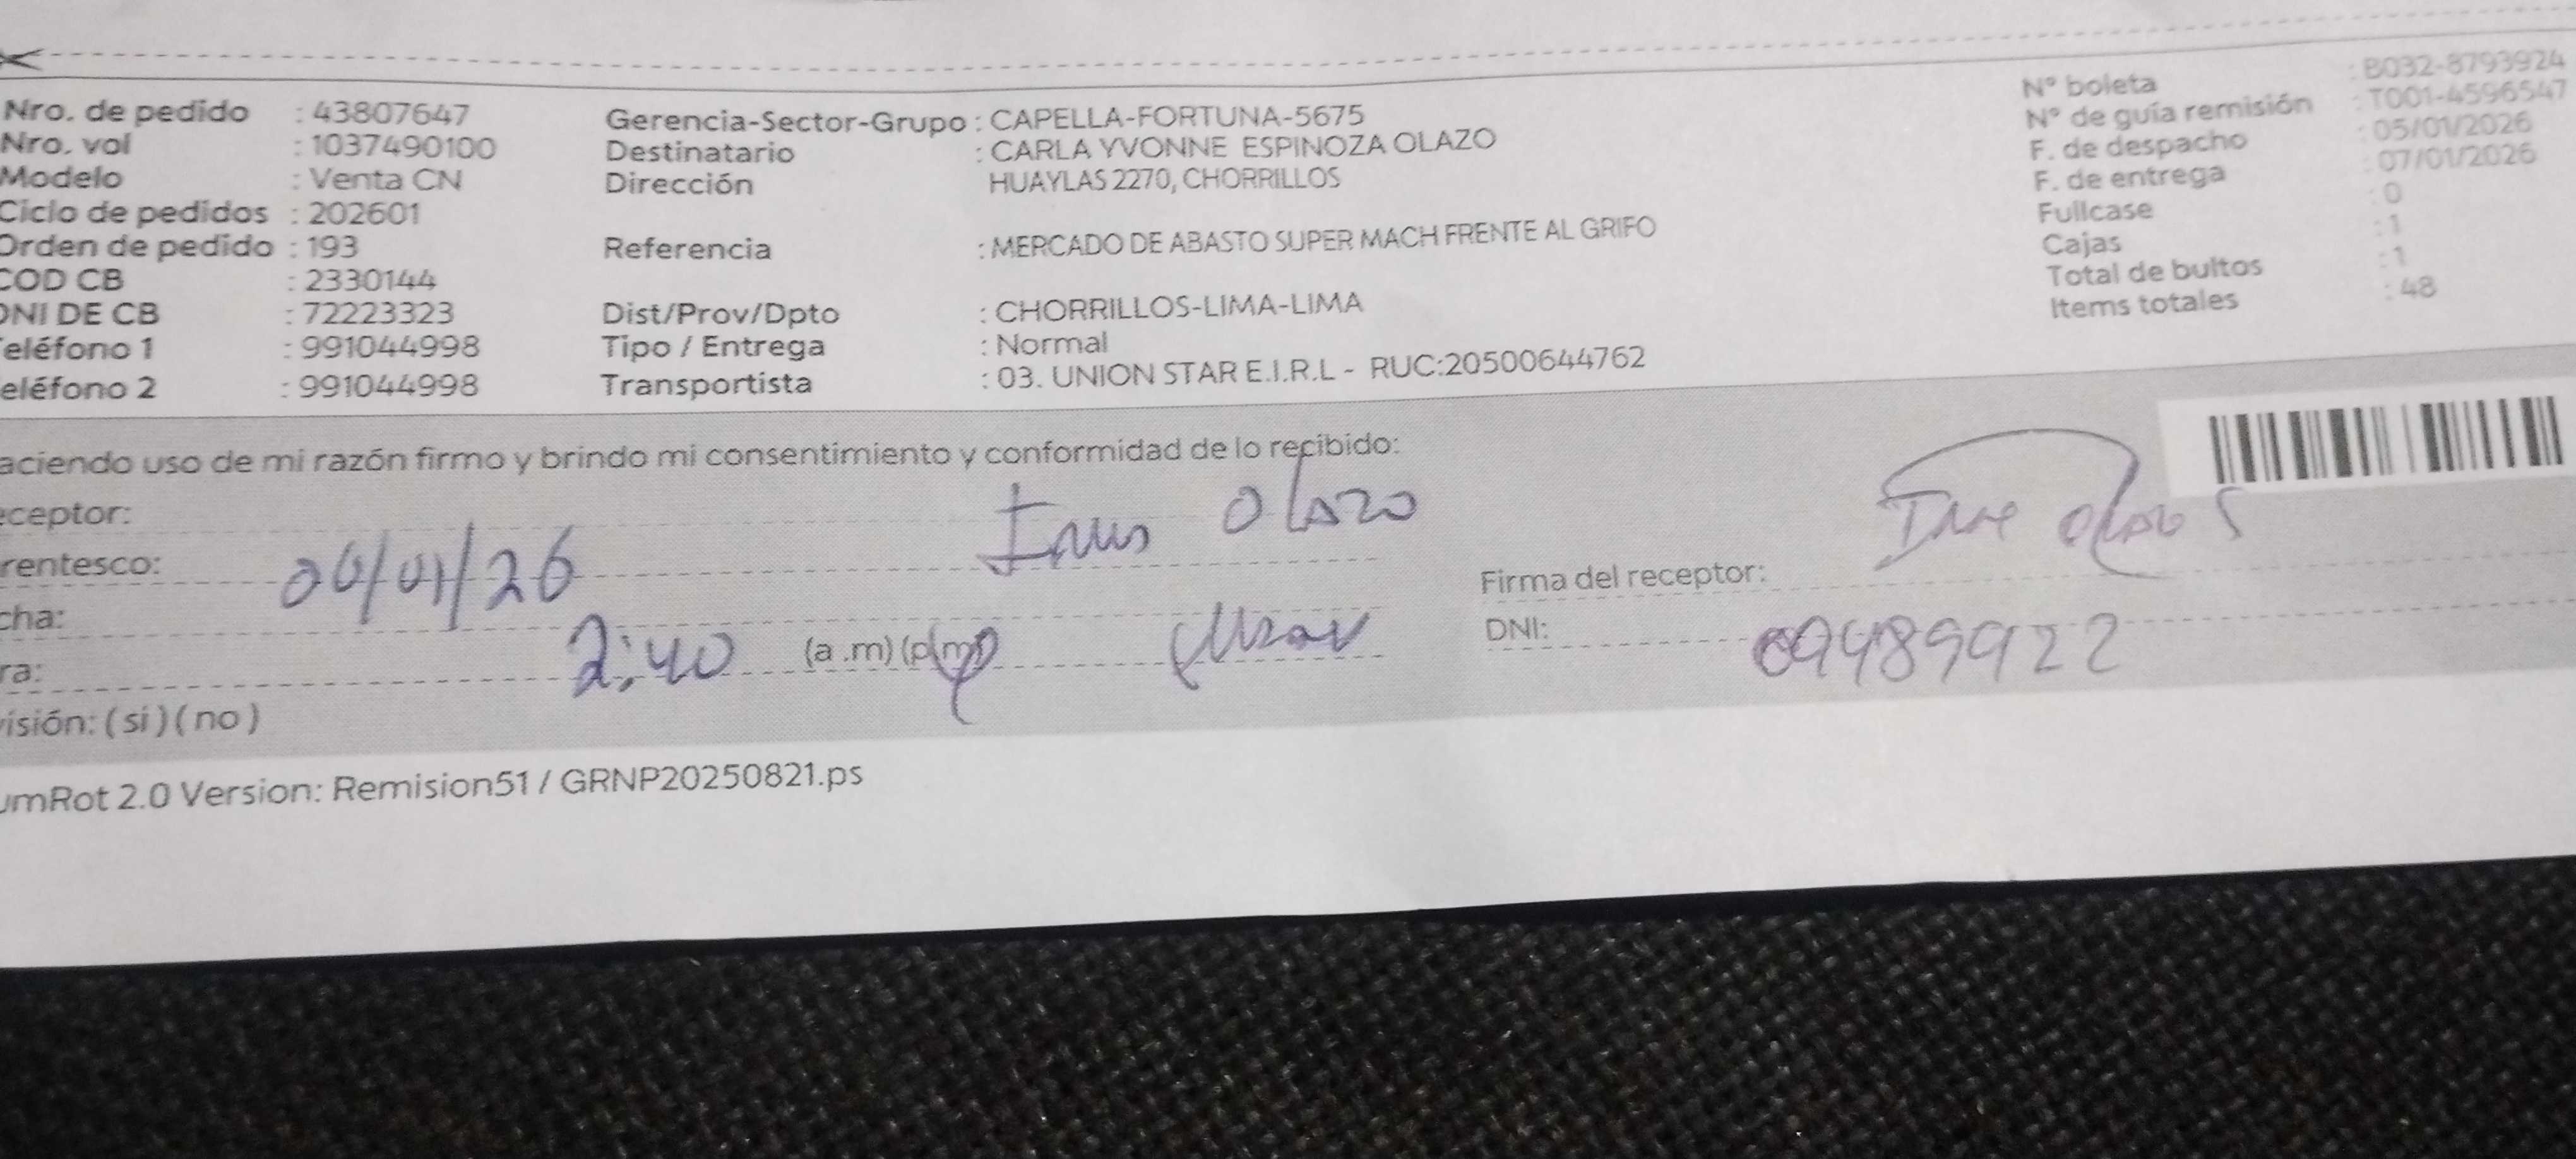 Nro. de pedido : 43807647 Gerencia-Sector-Grupo : CAPELLA-FORTUNA-5675 N° boleta : B032-8793924
Nro. vol : 1037490100 Destinatario : CARLA YVONNE ESPINOZA OLAZO N° de guía remisión : T001-4596547
Modelo : Venta CN Dirección HUAYLAS 2270, CHORRILLOS F. de despacho : 05/01/2026
Ciclo de pedidos : 202601 F. de entrega : 07/01/2026
Orden de pedido : 193 Referencia : MERCADO DE ABASTO SUPER MACH FRENTE AL GRIFO Fullcase : 0
COD CB : 2330144 Cajas : 1
DNI DE CB : 72223323 Dist/Prov/Dpto : CHORRILLOS-LIMA-LIMA Total de bultos : 1
eléfono 1 : 991044998 Tipo / Entrega : Normal Items totales : 48
eléfono 2 : 991044998 Transportista : 03. UNION STAR E.I.R.L - RUC:20500644762
aciendo uso de mi razón firmo y brindo mi consentimiento y conformidad de lo recibido:
eceptor: Olazo
rentesco: Firma del receptor:
cha: 06/01/26 DNI: 09489922
ra: 2:40 (a .m) (p.m)
visión: ( si ) ( no )
umRot 2.0 Version: Remision51 / GRNP20250821.ps